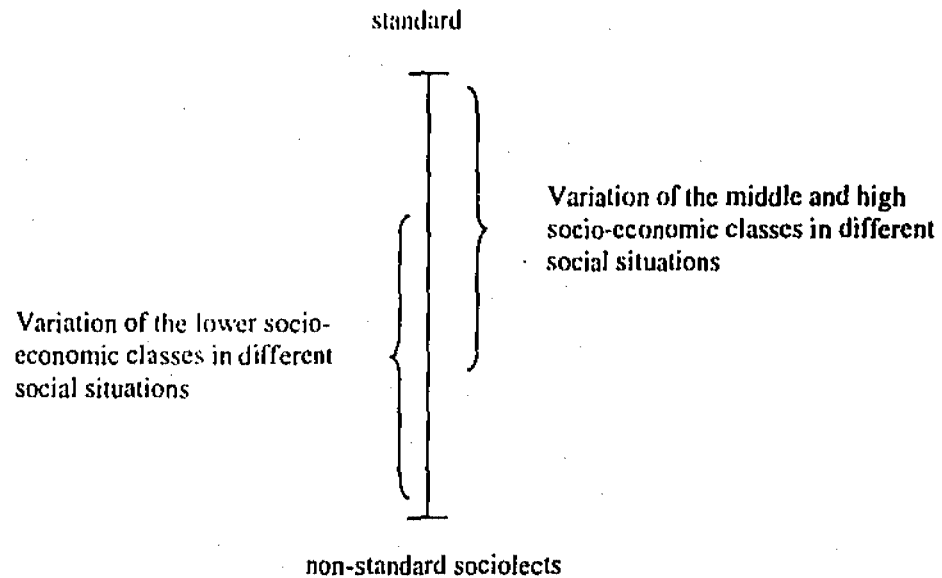 standard
Variation of the middle and high
socio-economic classes in different
social situations
Variation of the lower socio-
economic classes in different
social situations
non-standard sociolects